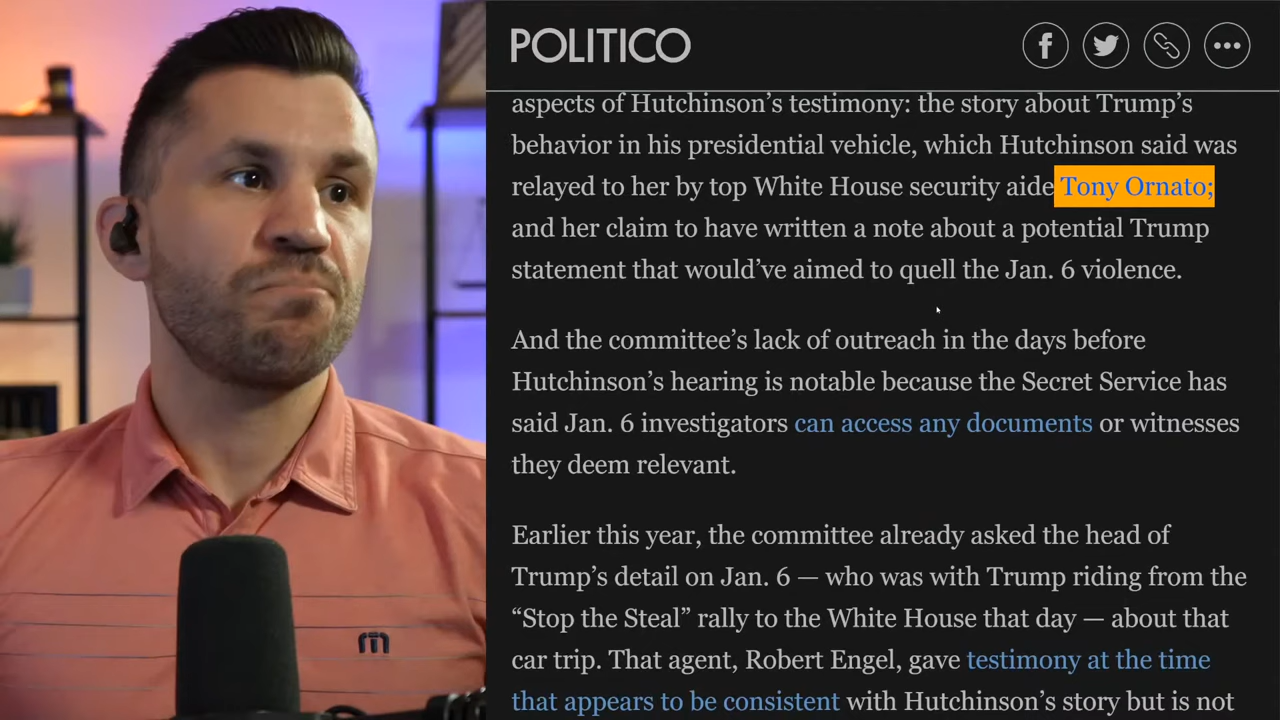 POLITICO
aspects of Hutchinson’s testimony: the story about Trump’s
behavior in his presidential vehicle, which Hutchinson said was
relayed to her by top White House security aide Tony Ornato;
and her claim to have written a note about a potential Trump
statement that would’ve aimed to quell the Jan. 6 violence.
And the committee’s lack of outreach in the days before
Hutchinson’s hearing is notable because the Secret Service has
said Jan. 6 investigators can access any documents or witnesses
they deem relevant.
Earlier this year, the committee already asked the head of
Trump’s detail on Jan. 6 — who was with Trump riding from the
“Stop the Steal” rally to the White House that day — about that
car trip. That agent, Robert Engel, gave testimony at the time
that appears to be consistent with Hutchinson’s story but is not